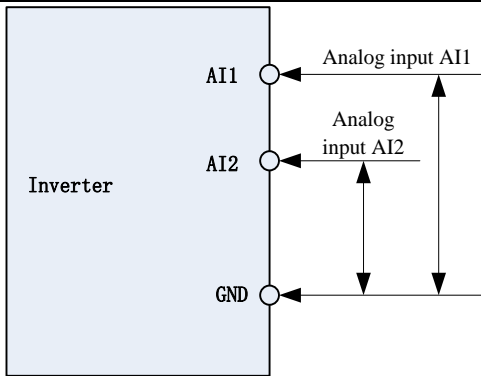 AI1
Analog input AI1
Analog
input AI2
AI2
Inverter
GND